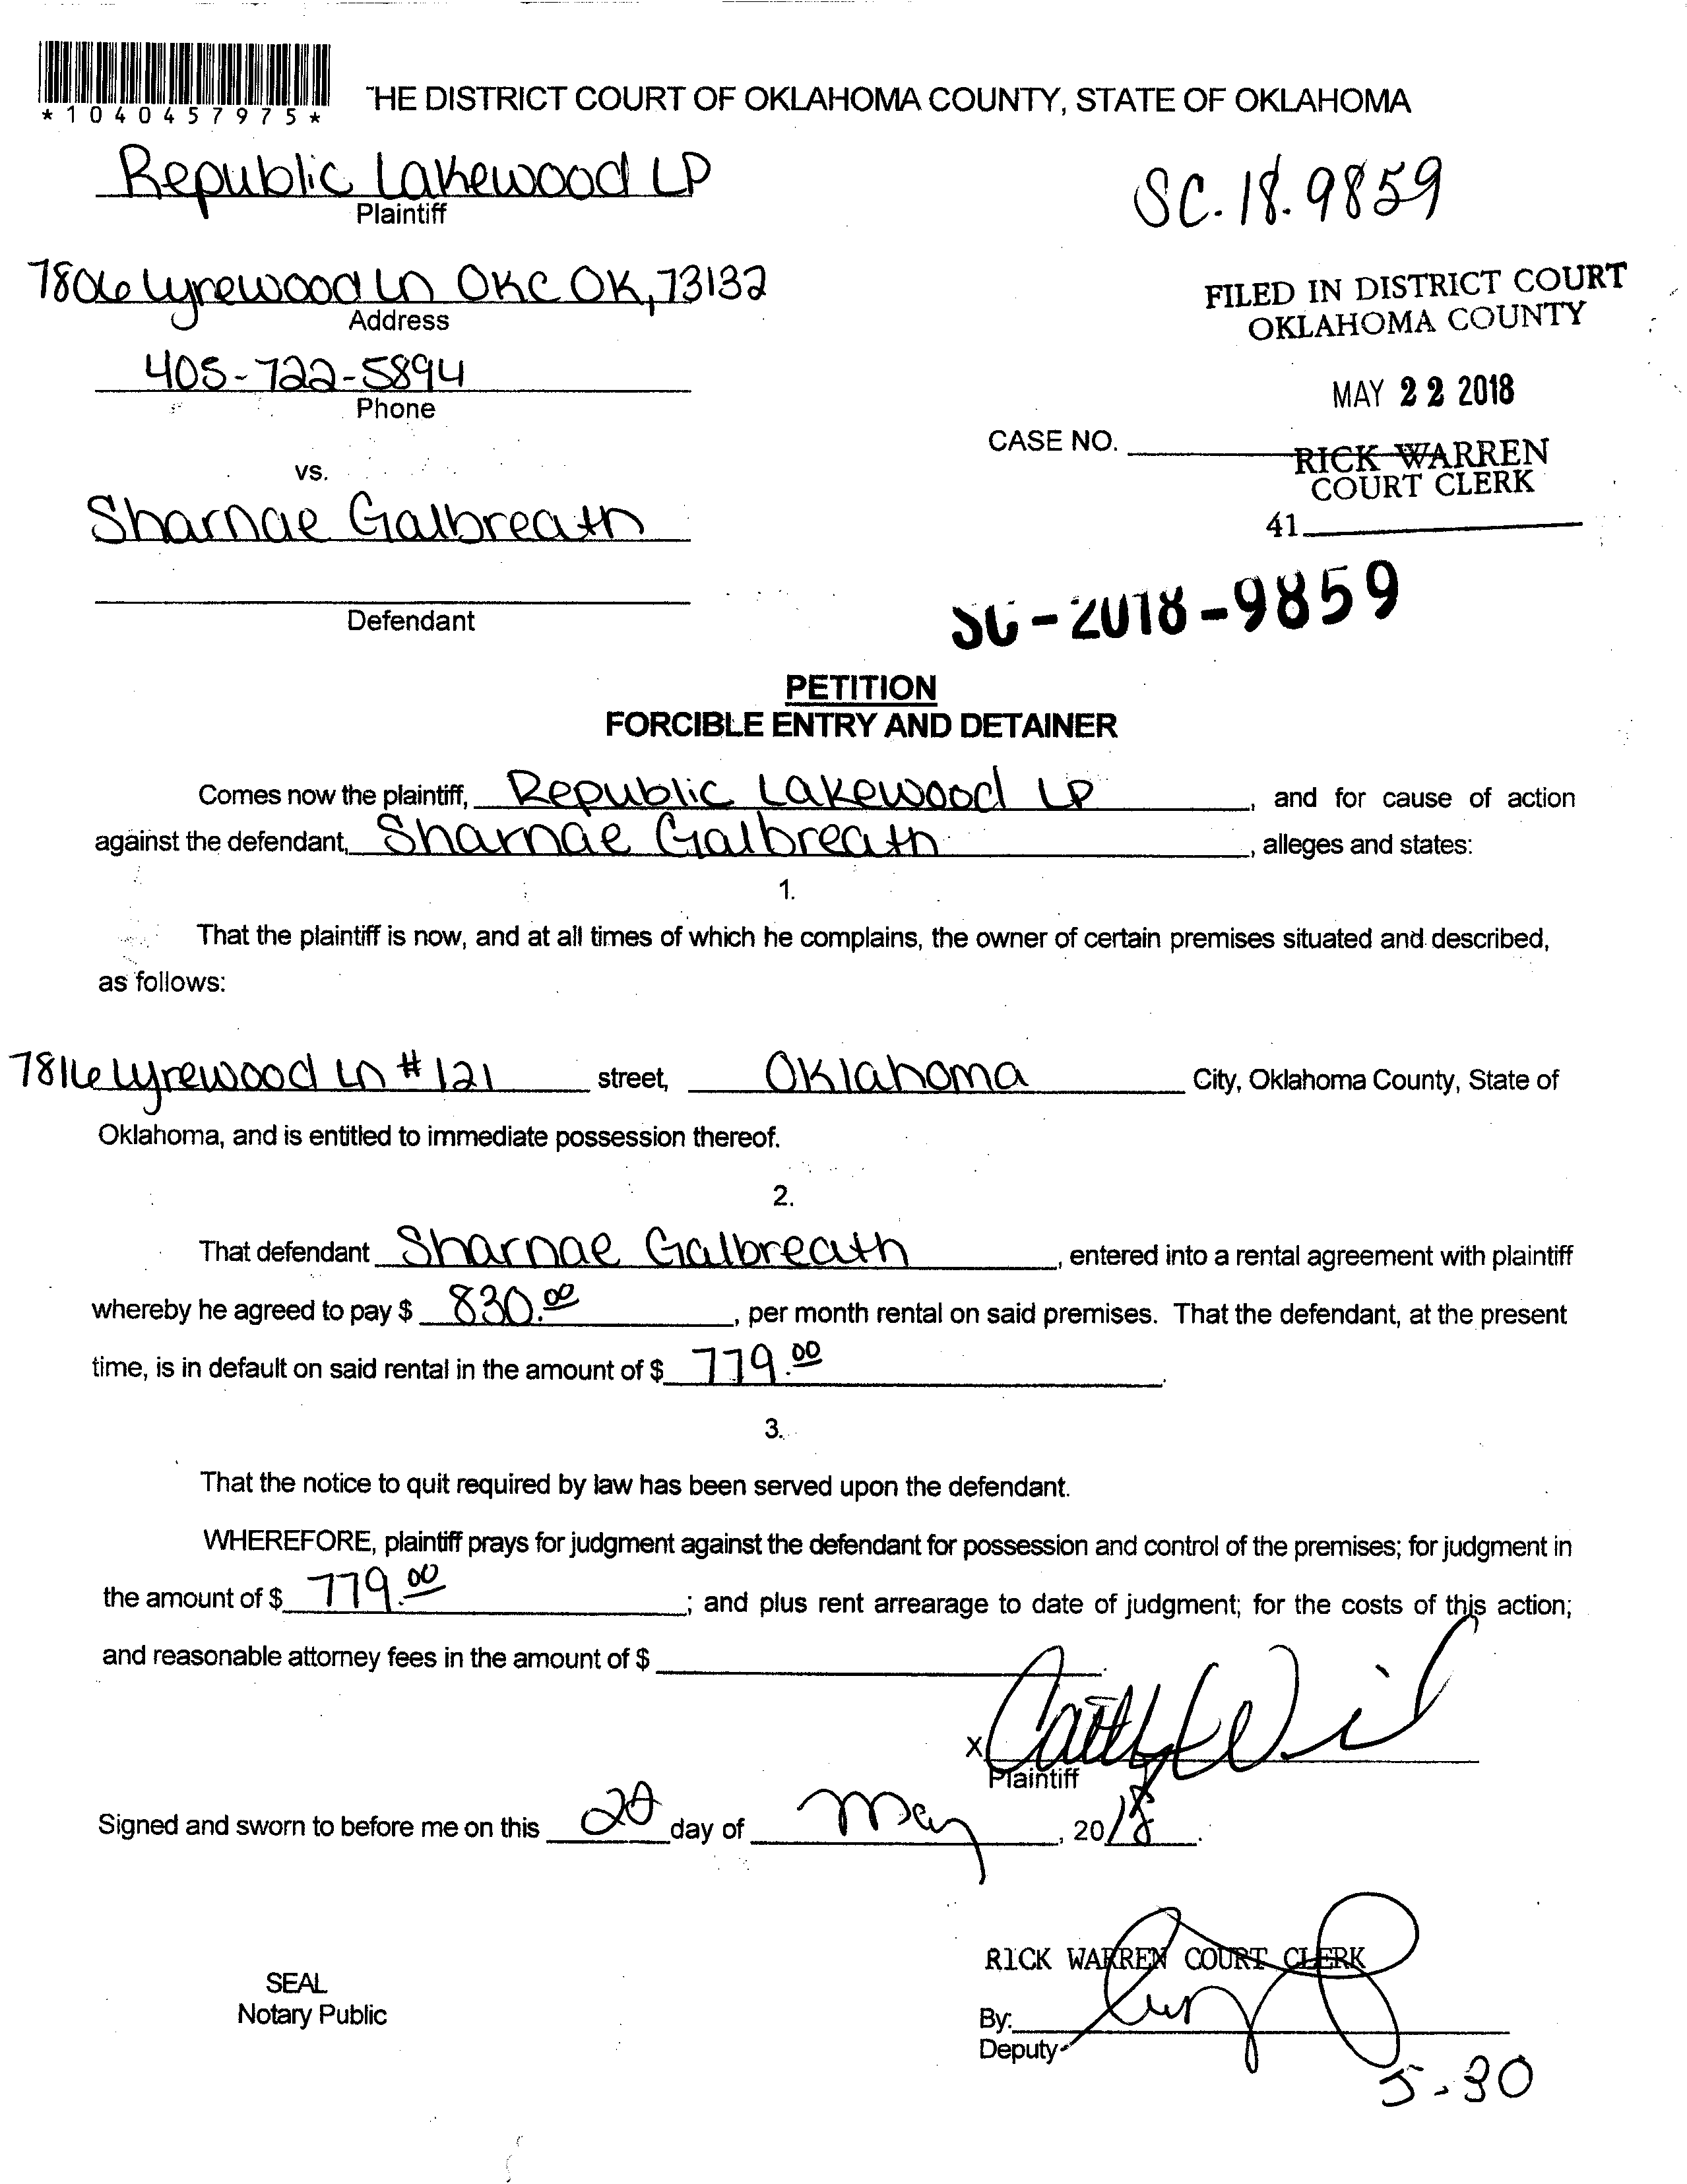 *1040457975*
THE DISTRICT COURT OF OKLAHOMA COUNTY, STATE OF OKLAHOMA
Republic Lakewood LP
Plaintiff
SC.18.9859
7806 Lyrewood Ln OKC OK, 73132
Address
FILED IN DISTRICT COURT
OKLAHOMA COUNTY
405-722-5894
Phone
MAY 22 2018
CASE NO.
RICK WARREN
COURT CLERK
vs.
41
Sharnae Galbreath
Defendant
SC-2018-9859
PETITION
FORCIBLE ENTRY AND DETAINER
Comes now the plaintiff, Republic Lakewood LP, and for cause of action
against the defendant, Sharnae Galbreath, alleges and states:
1.
That the plaintiff is now, and at all times of which he complains, the owner of certain premises situated and described,
as follows:
7816 Lyrewood Ln #121 street, Oklahoma City, Oklahoma County, State of
Oklahoma, and is entitled to immediate possession thereof.
2.
That defendant Sharnae Galbreath, entered into a rental agreement with plaintiff
whereby he agreed to pay $ 830.00, per month rental on said premises. That the defendant, at the present
time, is in default on said rental in the amount of $ 779.00.
3.
That the notice to quit required by law has been served upon the defendant.
WHEREFORE, plaintiff prays for judgment against the defendant for possession and control of the premises; for judgment in
the amount of $ 779.00; and plus rent arrearage to date of judgment; for the costs of this action;
and reasonable attorney fees in the amount of $
X
Plaintiff
Signed and sworn to before me on this day of May, 2018.
RICK WARREN COURT CLERK
SEAL
Notary Public
By:
Deputy
5-30